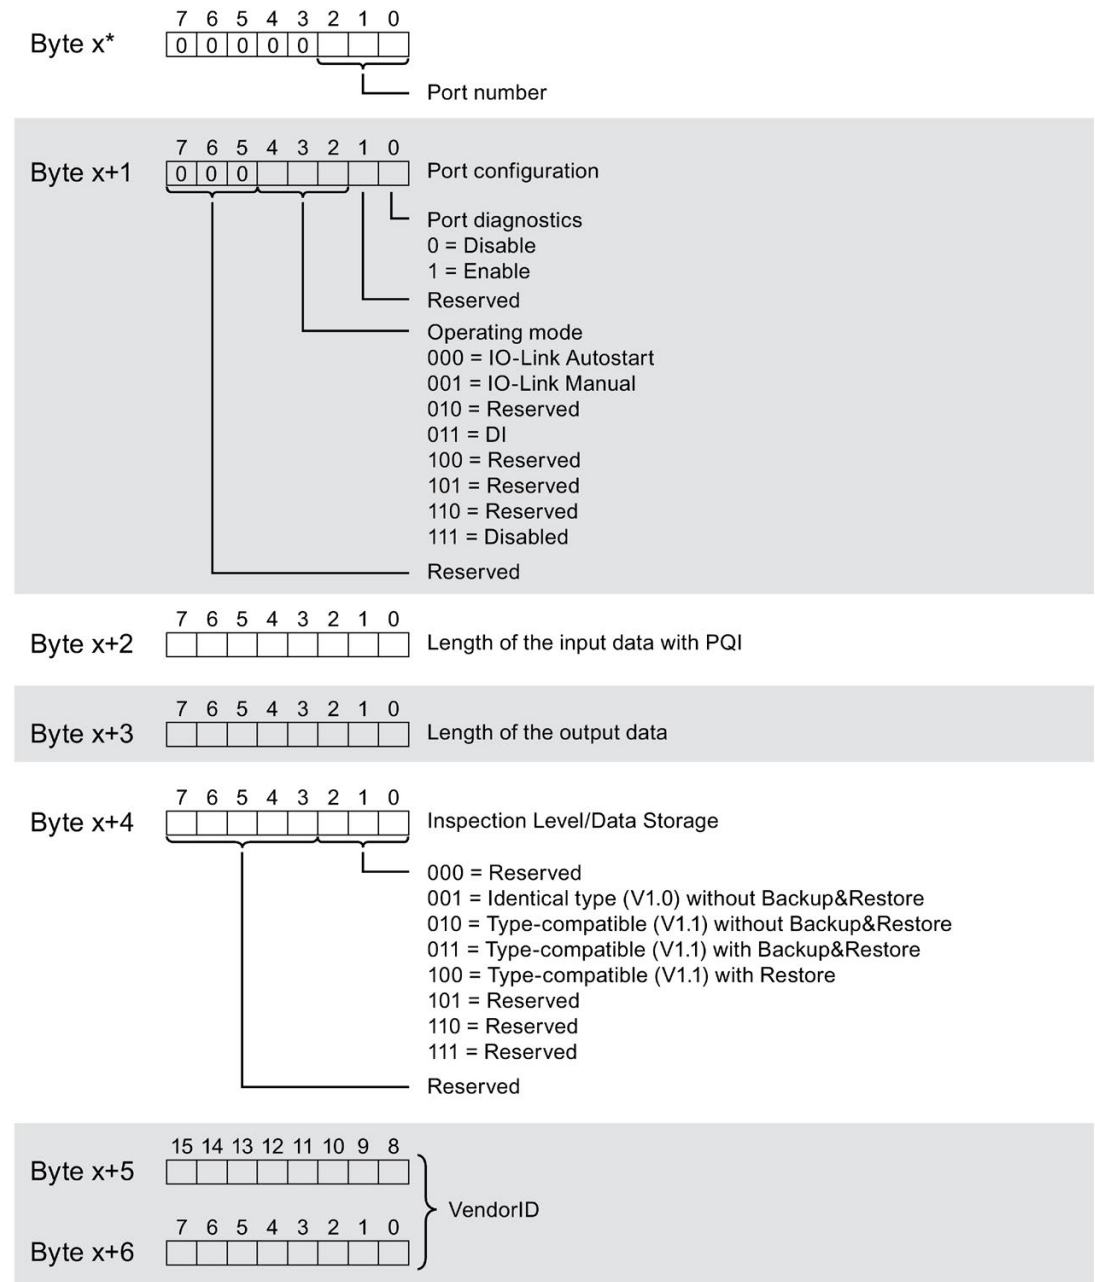 7 6 5 4 3 2 1 0
Byte x* 0 0 0 0 0
Port number
7 6 5 4 3 2 1 0
Byte x+1 0 0 0 Port configuration
Port diagnostics
0 = Disable
1 = Enable
Reserved
Operating mode
000 = IO-Link Autostart
001 = IO-Link Manual
010 = Reserved
011 = DI
100 = Reserved
101 = Reserved
110 = Reserved
111 = Disabled
Reserved
7 6 5 4 3 2 1 0
Byte x+2 Length of the input data with PQI
7 6 5 4 3 2 1 0
Byte x+3 Length of the output data
7 6 5 4 3 2 1 0
Byte x+4 Inspection Level/Data Storage
000 = Reserved
001 = Identical type (V1.0) without Backup&Restore
010 = Type-compatible (V1.1) without Backup&Restore
011 = Type-compatible (V1.1) with Backup&Restore
100 = Type-compatible (V1.1) with Restore
101 = Reserved
110 = Reserved
111 = Reserved
Reserved
15 14 13 12 11 10 9 8
Byte x+5
VendorID
7 6 5 4 3 2 1 0
Byte x+6